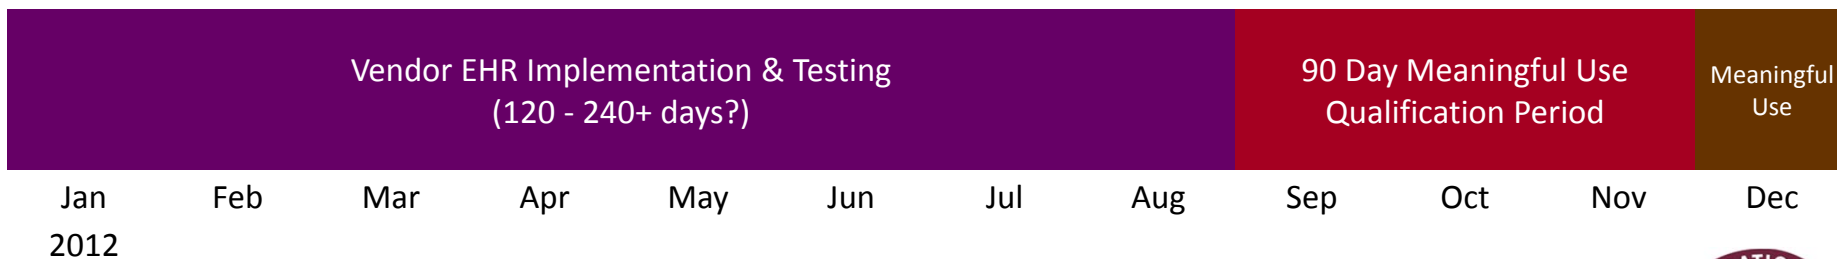 Vendor EHR Implementation & Testing
(120 - 240+ days?)
90 Day Meaningful Use
Qualification Period
Meaningful
Use
Jan Feb Mar Apr May Jun Jul Aug Sep Oct Nov Dec
2012